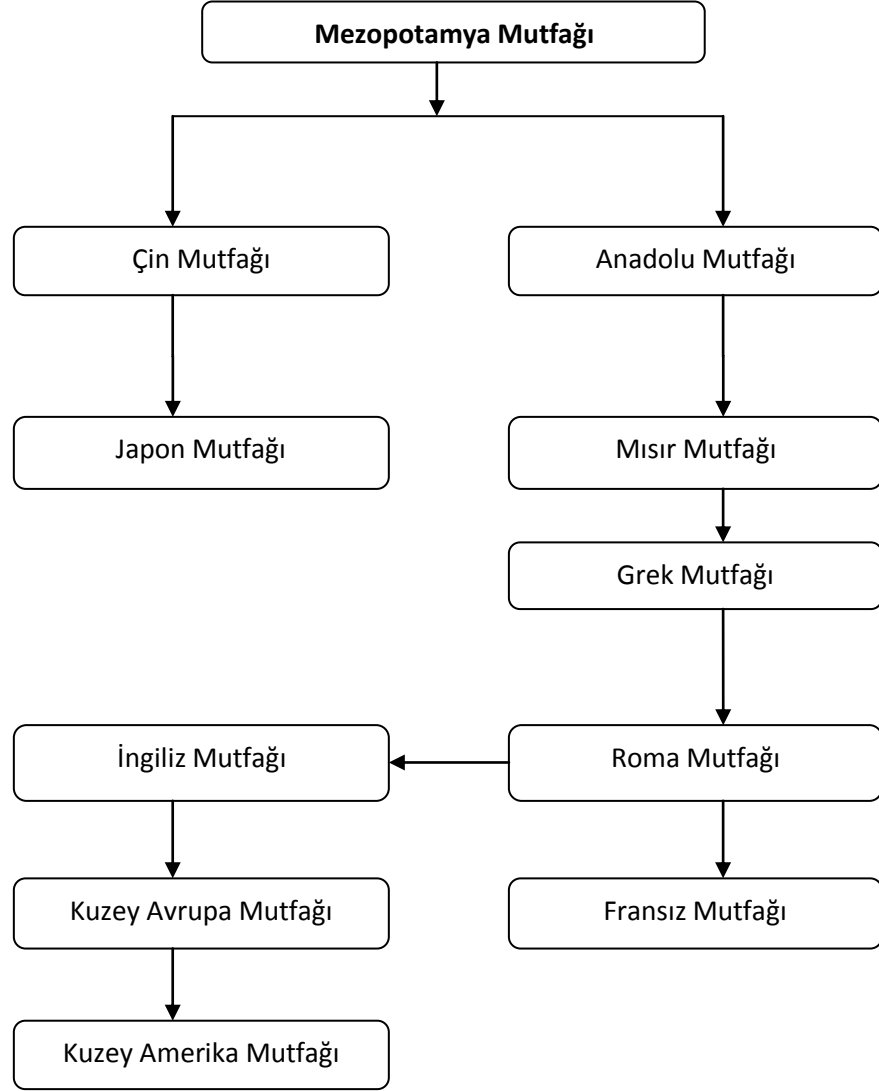 Mezopotamya Mutfağı
Çin Mutfağı
Anadolu Mutfağı
Japon Mutfağı
Mısır Mutfağı
Grek Mutfağı
İngiliz Mutfağı
Roma Mutfağı
Kuzey Avrupa Mutfağı
Fransız Mutfağı
Kuzey Amerika Mutfağı